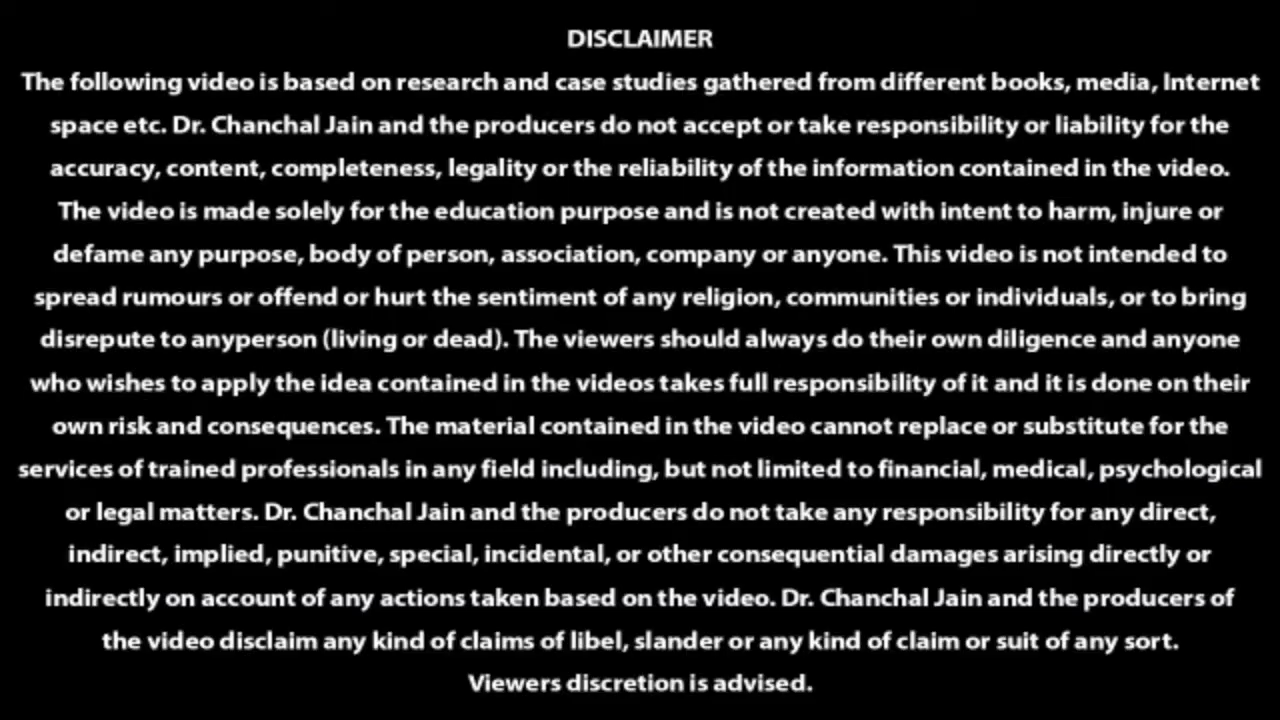 DISCLAIMER
The following video is based on research and case studies gathered from different books, media, Internet
space etc. Dr. Chanchal Jain and the producers do not accept or take responsibility or liability for the
accuracy, content, completeness, legality or the reliability of the information contained in the video.
The video is made solely for the education purpose and is not created with intent to harm, injure or
defame any purpose, body of person, association, company or anyone. This video is not intended to
spread rumours or offend or hurt the sentiment of any religion, communities or individuals, or to bring
disrepute to anyperson (living or dead). The viewers should always do their own diligence and anyone
who wishes to apply the idea contained in the videos takes full responsibility of it and it is done on their
own risk and consequences. The material contained in the video cannot replace or substitute for the
services of trained professionals in any field including, but not limited to financial, medical, psychological
or legal matters. Dr. Chanchal Jain and the producers do not take any responsibility for any direct,
indirect, implied, punitive, special, incidental, or other consequential damages arising directly or
indirectly on account of any actions taken based on the video. Dr. Chanchal Jain and the producers of
the video disclaim any kind of claims of libel, slander or any kind of claim or suit of any sort.
Viewers discretion is advised.